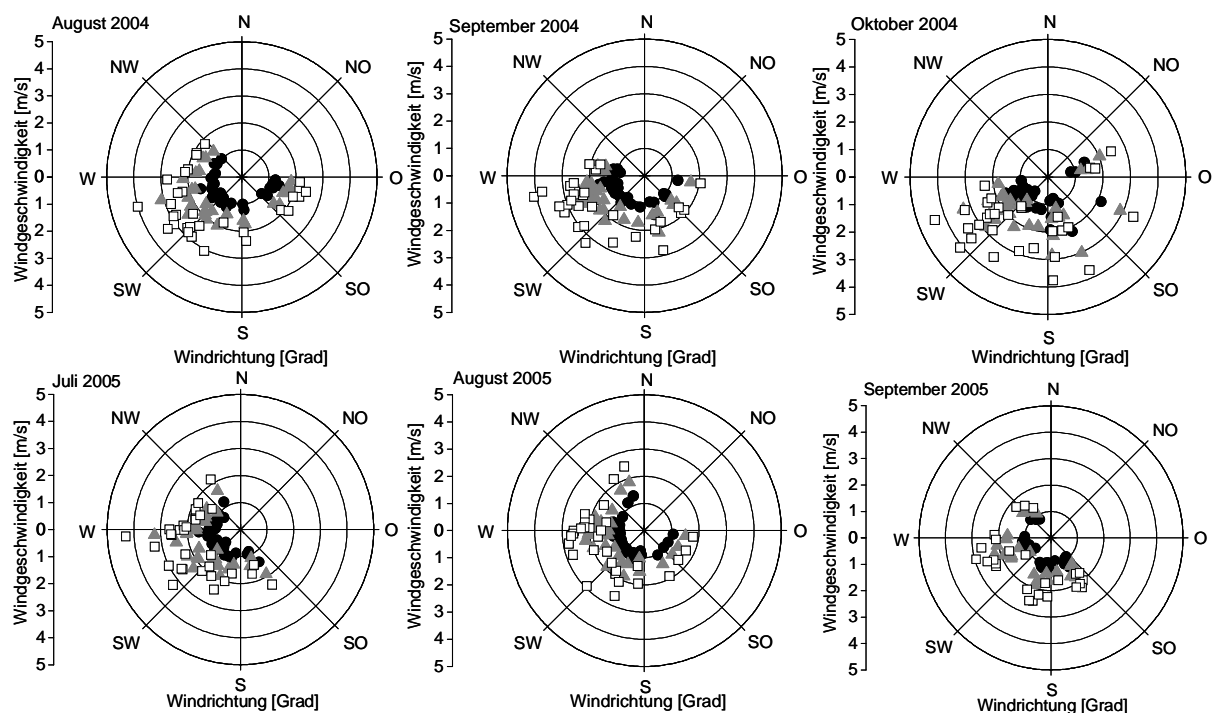 August 2004
N
NW
NO
W
O
SW
SO
S
5
4
3
2
1
0
1
2
3
4
5
Windgeschwindigkeit [m/s]
Windrichtung [Grad]
September 2004
N
NW
NO
W
O
SW
SO
S
5
4
3
2
1
0
1
2
3
4
5
Windgeschwindigkeit [m/s]
Windrichtung [Grad]
Oktober 2004
N
NW
NO
W
O
SW
SO
S
5
4
3
2
1
0
1
2
3
4
5
Windgeschwindigkeit [m/s]
Windrichtung [Grad]
Juli 2005
N
NW
NO
W
O
SW
SO
S
5
4
3
2
1
0
1
2
3
4
5
Windgeschwindigkeit [m/s]
Windrichtung [Grad]
August 2005
N
NW
NO
W
O
SW
SO
S
5
4
3
2
1
0
1
2
3
4
5
Windgeschwindigkeit [m/s]
Windrichtung [Grad]
September 2005
N
NW
NO
W
O
SW
SO
S
5
4
3
2
1
0
1
2
3
4
5
Windgeschwindigkeit [m/s]
Windrichtung [Grad]